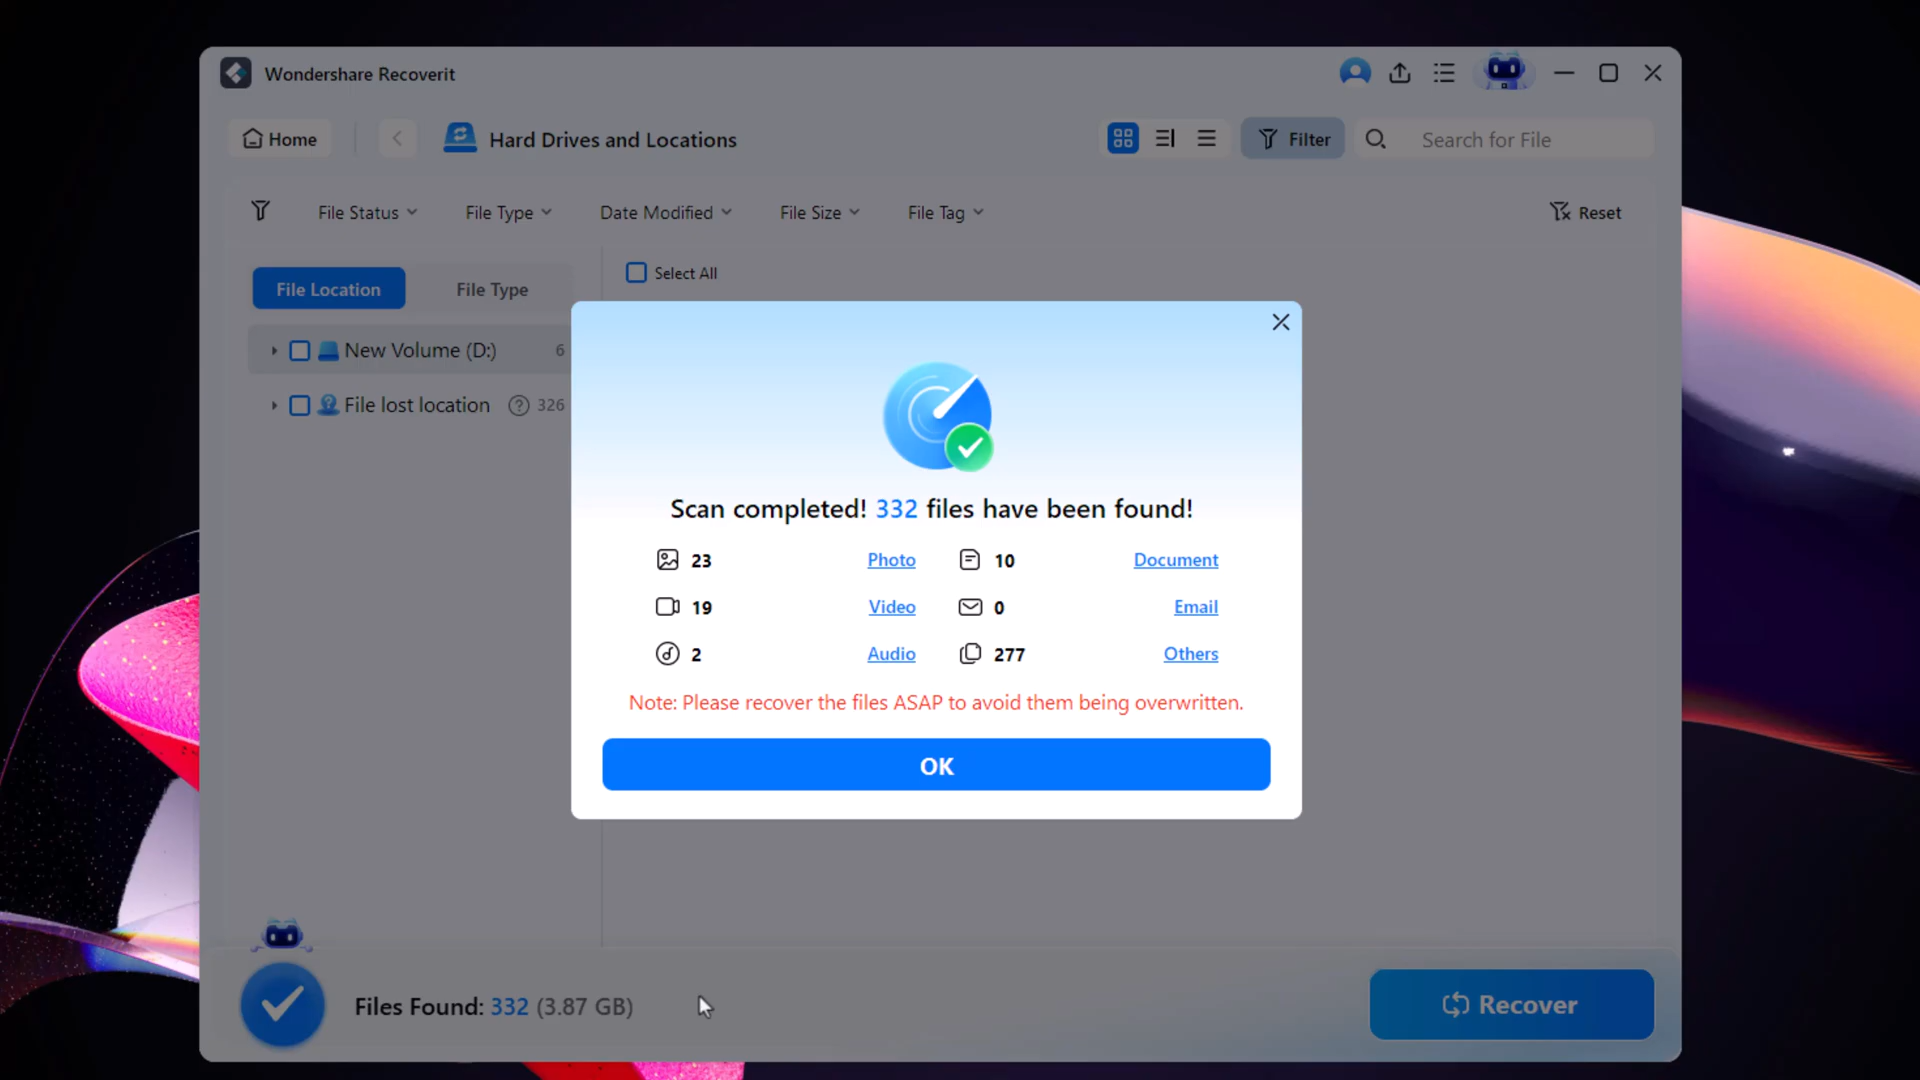 Wondershare Recoverit
Home
Hard Drives and Locations
Filter
Search for File
File Status
File Type
Date Modified
File Size
File Tag
Reset
File Location
File Type
Select All
New Volume (D:) 6
File lost location ? 326
Scan completed! 332 files have been found!
23 Photo 10 Document
19 Video 0 Email
2 Audio 277 Others
Note: Please recover the files ASAP to avoid them being overwritten.
OK
Files Found: 332 (3.87 GB)
Recover